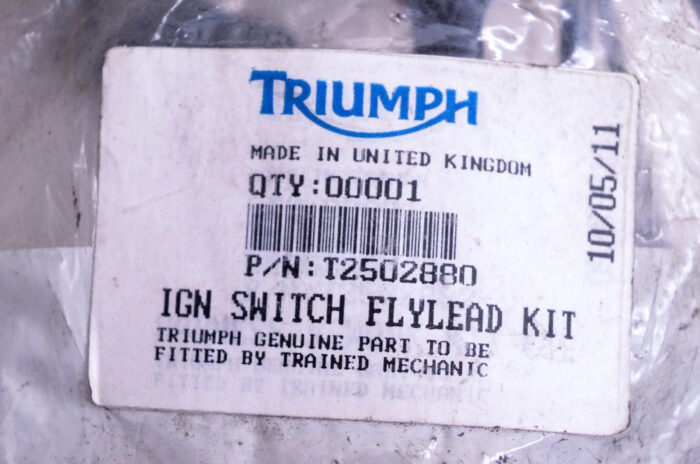 TRIUMPH
MADE IN UNITED KINGDOM
QTY:00001
P/N:T2502880
IGN SWITCH FLYLEAD KIT
TRIUMPH GENUINE PART TO BE
FITTED BY TRAINED MECHANIC
10/05/11